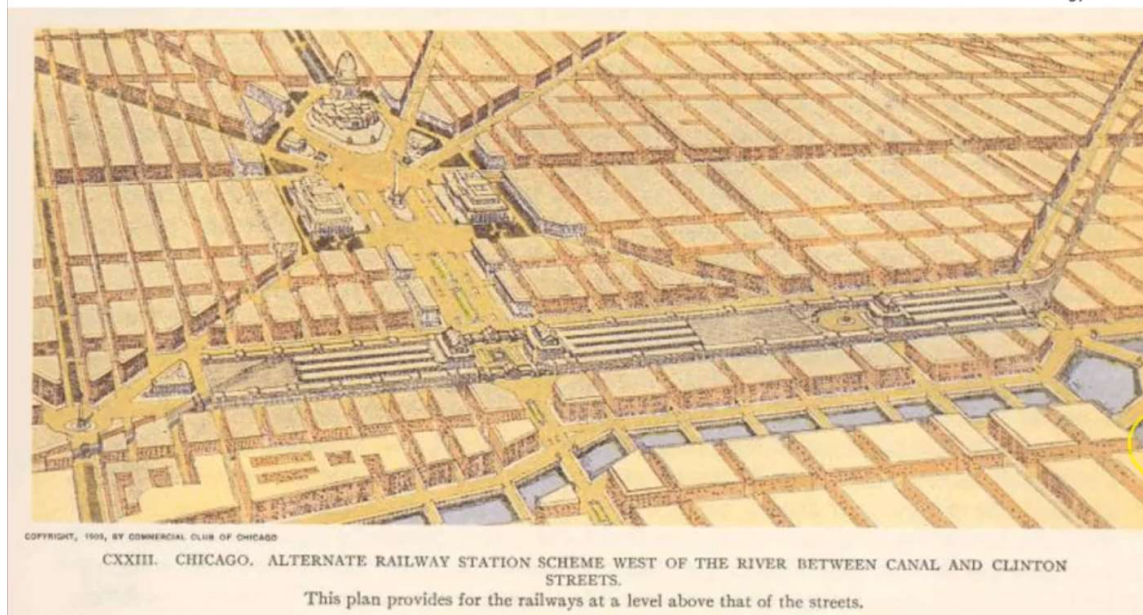 COPYRIGHT, 1909, BY COMMERCIAL CLUB OF CHICAGO
CXXIII. CHICAGO. ALTERNATE RAILWAY STATION SCHEME WEST OF THE RIVER BETWEEN CANAL AND CLINTON
STREETS.
This plan provides for the railways at a level above that of the streets.